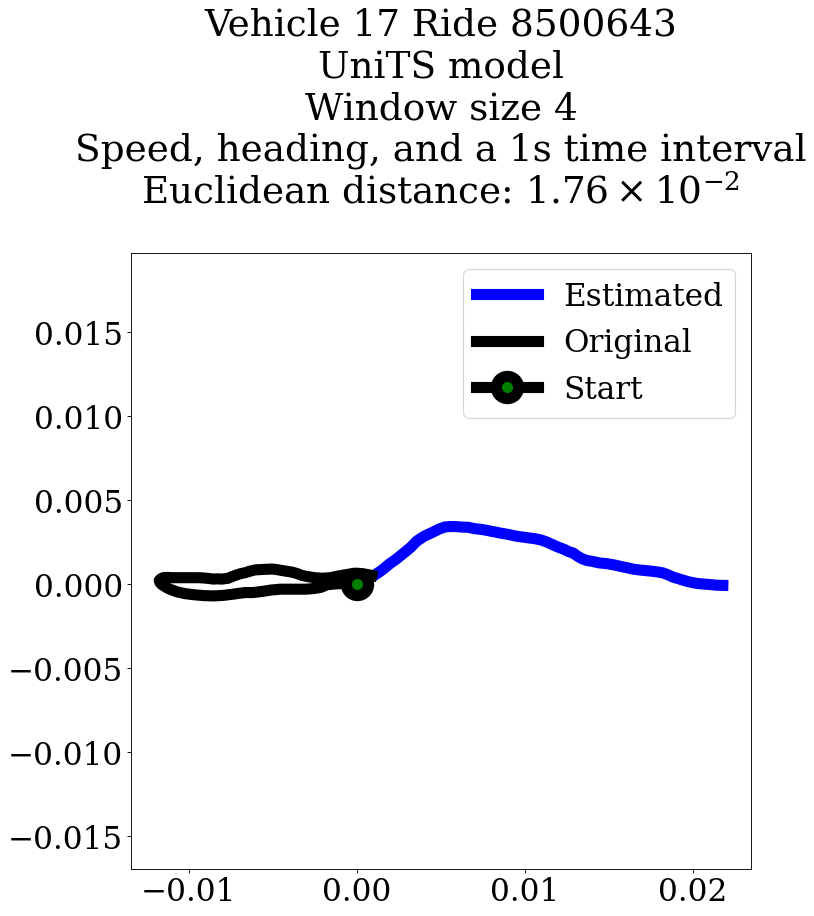 Vehicle 17 Ride 8500643
UniTS model
Window size 4
Speed, heading, and a 1s time interval
Euclidean distance: 1.76 × 10⁻²
Estimated
Original
Start
0.015
0.010
0.005
0.000
−0.005
−0.010
−0.015
−0.01 0.00 0.01 0.02